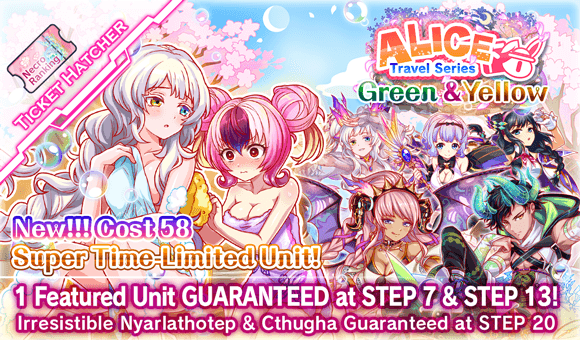 Necro
Ranking
TICKET HATCHER
ALICE
Travel Series
Green & Yellow
New!!! Cost 58
Super Time-Limited Unit!
1 Featured Unit GUARANTEED at STEP 7 & STEP 13!
Irresistible Nyarlathotep & Cthugha Guaranteed at STEP 20